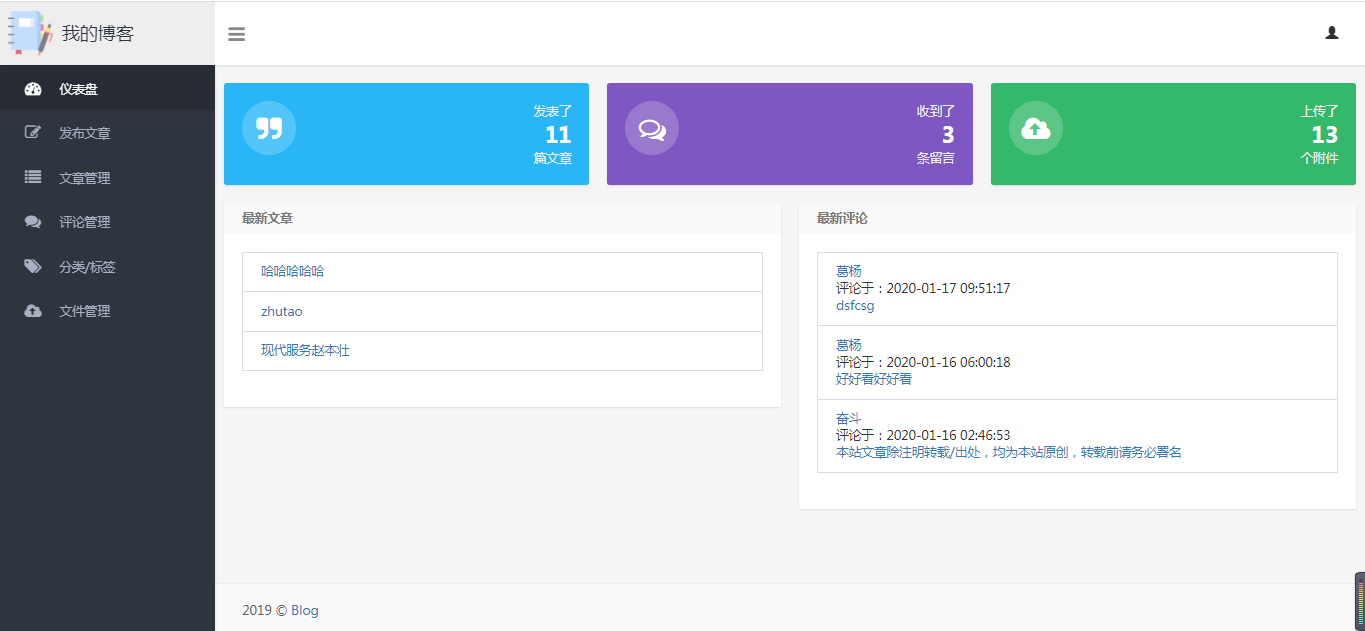 我的博客
仪表盘
发布文章
文章管理
评论管理
分类/标签
文件管理
发表了
11
篇文章
收到了
3
条留言
上传了
13
个附件
最新文章
哈哈哈哈哈
zhutao
现代服务赵本壮
最新评论
葛杨
评论于：2020-01-17 09:51:17
dsfcsg
葛杨
评论于：2020-01-16 06:00:18
好好看好好看
奋斗
评论于：2020-01-16 02:46:53
本站文章除注明转载/出处，均为本站原创，转载前请务必署名
2019 © Blog